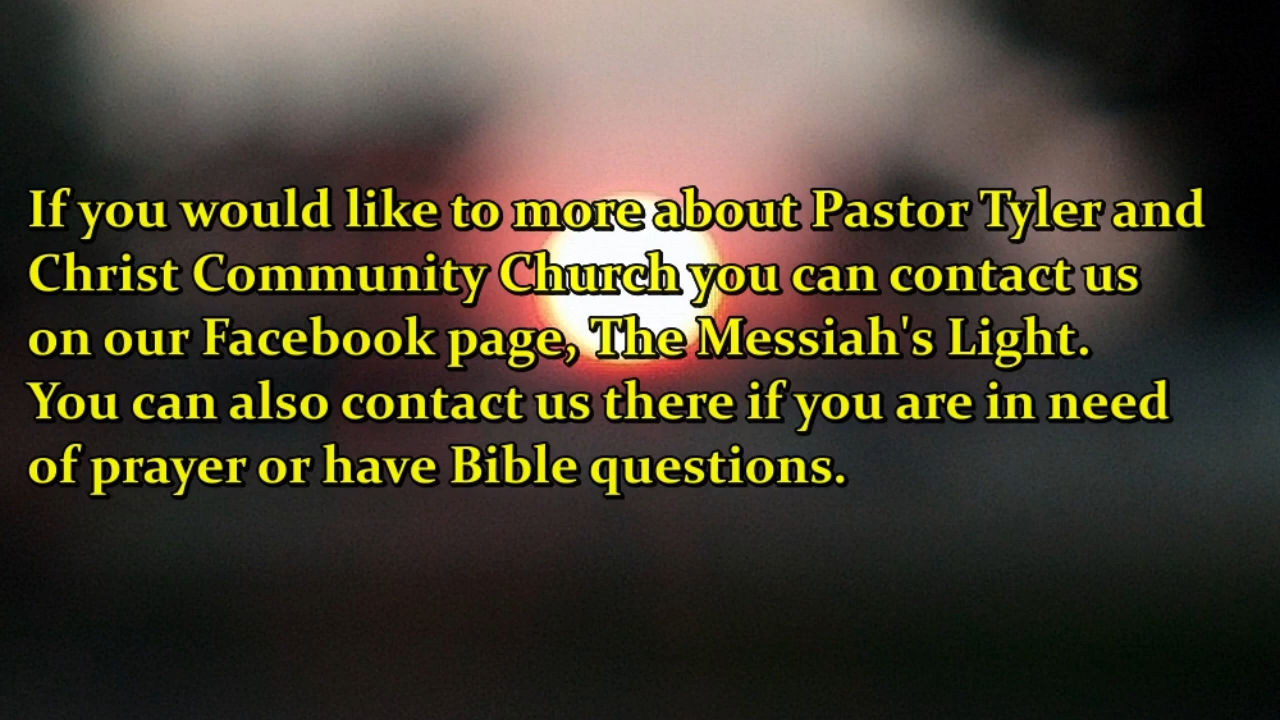 If you would like to more about Pastor Tyler and
Christ Community Church you can contact us
on our Facebook page, The Messiah's Light.
You can also contact us there if you are in need
of prayer or have Bible questions.